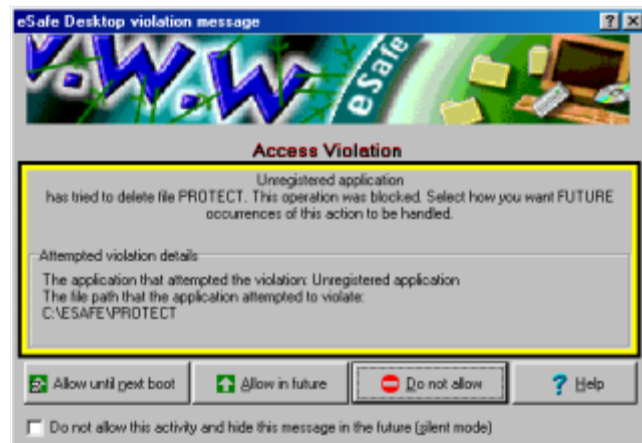 eSafe Desktop violation message
W.W.W
eSafe
Access Violation
Unregistered application
has tried to delete file PROTECT. This operation was blocked. Select how you want FUTURE
occurrences of this action to be handled.
Attempted violation details
The application that attempted the violation: Unregistered application
The file path that the application attempted to violate:
C:\ESAFE\PROTECT
Allow until next boot
Allow in future
Do not allow
Help
Do not allow this activity and hide this message in the future (silent mode)